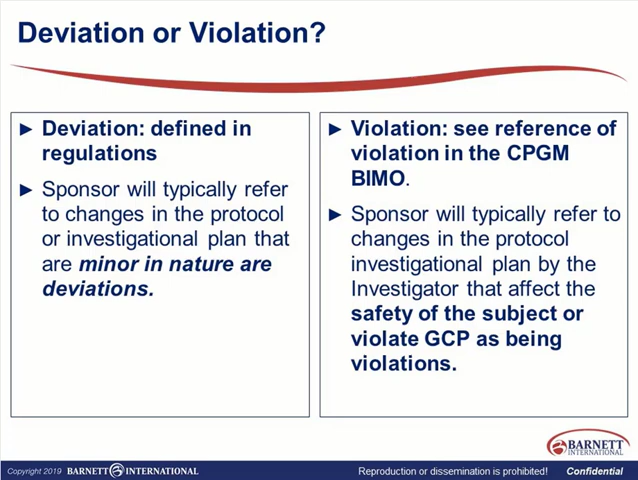 Deviation or Violation?
► Deviation: defined in
regulations
► Sponsor will typically refer
to changes in the protocol
or investigational plan that
are minor in nature are
deviations.
► Violation: see reference of
violation in the CPGM
BIMO.
► Sponsor will typically refer to
changes in the protocol
investigational plan by the
Investigator that affect the
safety of the subject or
violate GCP as being
violations.
BARNETT
INTERNATIONAL
Copyright 2019 BARNETT INTERNATIONAL
Reproduction or dissemination is prohibited! Confidential